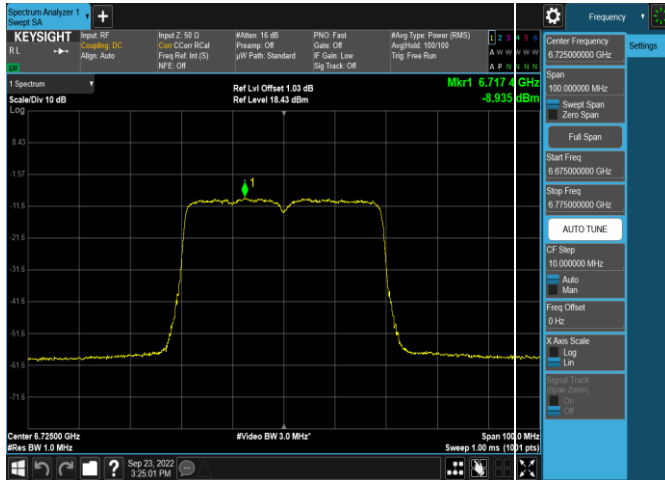 Spectrum Analyzer 1
Swept SA
Frequency
KEYSIGHT
RL
Input: RF
Coupling: DC
Align: Auto
Input Z: 50 Ω
Corr CCorr RCal
Freq Ref: Int (S)
NFE: Off
#Atten: 16 dB
Preamp: Off
µW Path: Standard
PNO: Fast
Gate: Off
IF Gain: Low
Sig Track: Off
#Avg Type: Power (RMS)
Avg|Hold: 100/100
Trig: Free Run
1 2 3 4 5 6
A W W W W W
A P N N N N
1 Spectrum
Scale/Div 10 dB
Log
Ref Lvl Offset 1.03 dB
Ref Level 18.43 dBm
Mkr1 6.717 4 GHz
-8.935 dBm
8.43
-1.57
-11.6
-21.6
-31.6
-41.6
-51.6
-61.6
-71.6
1
Center 6.72500 GHz
#Res BW 1.0 MHz
#Video BW 3.0 MHz*
Span 100.0 MHz
Sweep 1.00 ms (1001 pts)
Sep 23, 2022
3:25:01 PM
Center Frequency
6.725000000 GHz
Settings
Span
100.000000 MHz
Swept Span
Zero Span
Full Span
Start Freq
6.675000000 GHz
Stop Freq
6.775000000 GHz
AUTO TUNE
CF Step
10.000000 MHz
Auto
Man
Freq Offset
0 Hz
X Axis Scale
Log
Lin
Signal Track
(Span Zoom)
On
Off